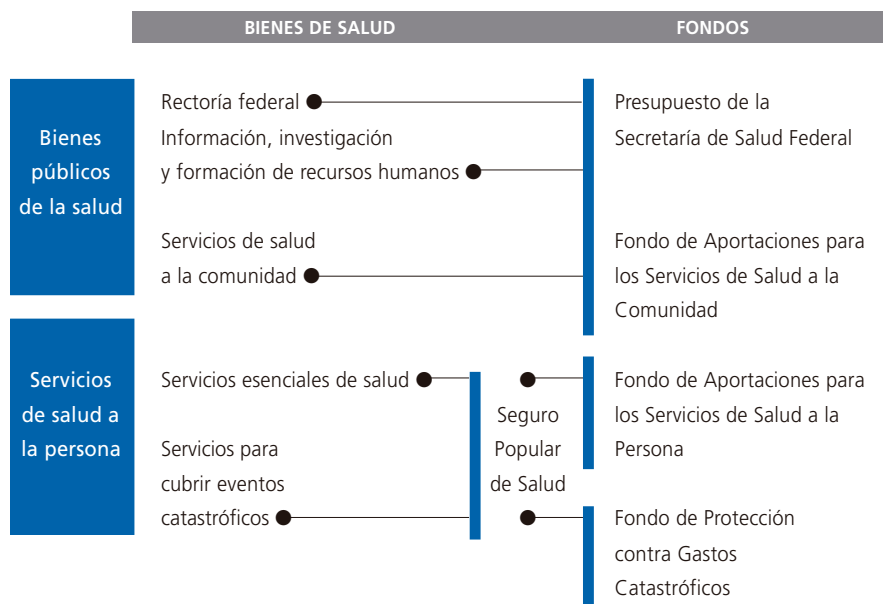 BIENES DE SALUD
FONDOS
Bienes
públicos
de la salud
Rectoría federal
Información, investigación
y formación de recursos humanos
Servicios de salud
a la comunidad
Presupuesto de la
Secretaría de Salud Federal
Fondo de Aportaciones para
los Servicios de Salud a la
Comunidad
Servicios
de salud a
la persona
Servicios esenciales de salud
Servicios para
cubrir eventos
catastróficos
Seguro
Popular
de Salud
Fondo de Aportaciones para
los Servicios de Salud a la
Persona
Fondo de Protección
contra Gastos
Catastróficos